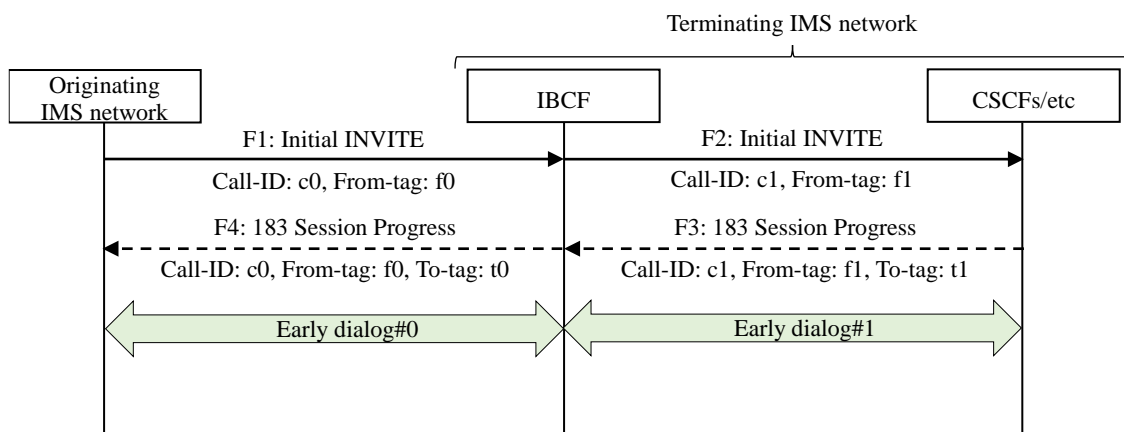 Terminating IMS network
Originating
IMS network
IBCF
CSCFs/etc
F1: Initial INVITE
F2: Initial INVITE
Call-ID: c0, From-tag: f0
Call-ID: c1, From-tag: f1
F4: 183 Session Progress
F3: 183 Session Progress
Call-ID: c0, From-tag: f0, To-tag: t0
Call-ID: c1, From-tag: f1, To-tag: t1
Early dialog#0
Early dialog#1